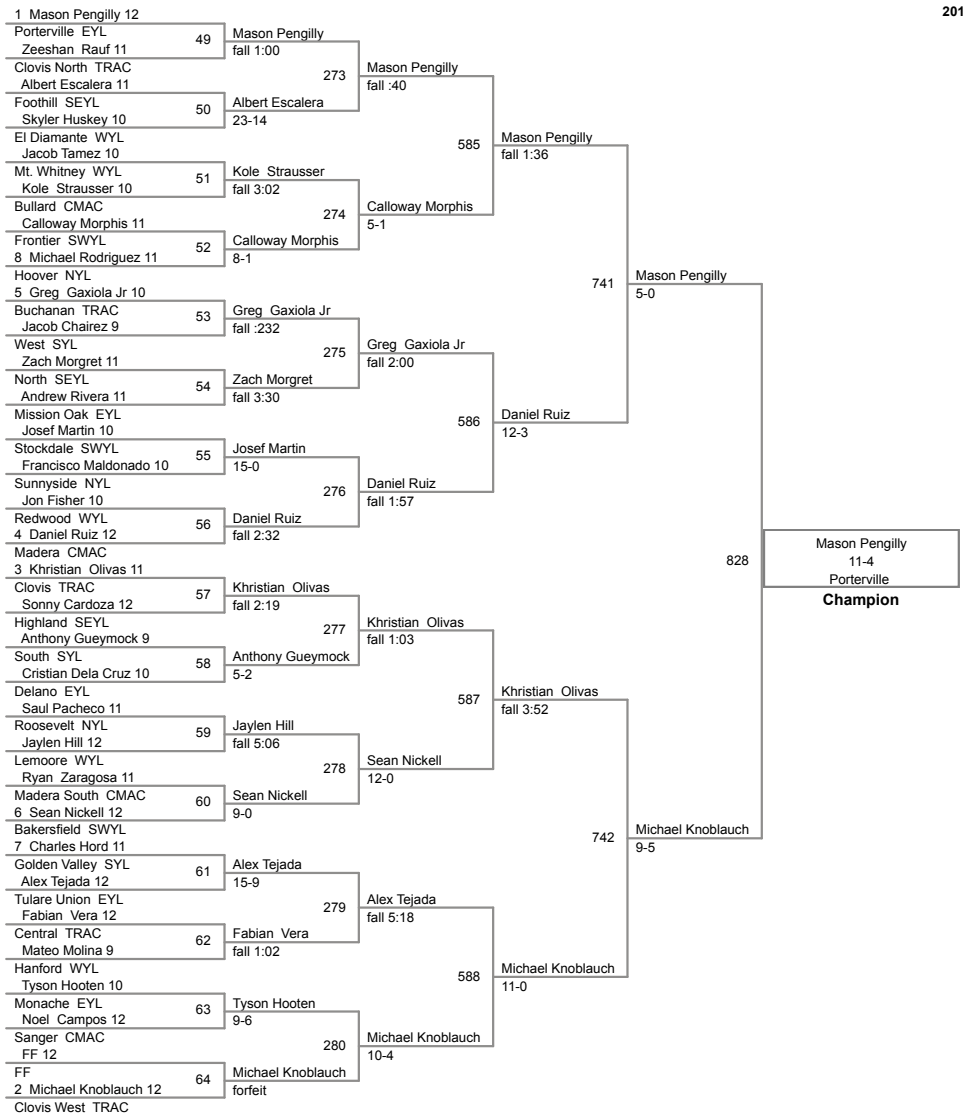 201
1 Mason Pengilly 12
Porterville EYL
Zeeshan Rauf 11
Clovis North TRAC
Albert Escalera 11
Foothill SEYL
Skyler Huskey 10
El Diamante WYL
Jacob Tamez 10
Mt. Whitney WYL
Kole Strausser 10
Bullard CMAC
Calloway Morphis 11
Frontier SWYL
8 Michael Rodriguez 11
Hoover NYL
5 Greg Gaxiola Jr 10
Buchanan TRAC
Jacob Chairez 9
West SYL
Zach Morgret 11
North SEYL
Andrew Rivera 11
Mission Oak EYL
Josef Martin 10
Stockdale SWYL
Francisco Maldonado 10
Sunnyside NYL
Jon Fisher 10
Redwood WYL
4 Daniel Ruiz 12
Madera CMAC
3 Khristian Olivas 11
Clovis TRAC
Sonny Cardoza 12
Highland SEYL
Anthony Gueymock 9
South SYL
Cristian Dela Cruz 10
Delano EYL
Saul Pacheco 11
Roosevelt NYL
Jaylen Hill 12
Lemoore WYL
Ryan Zaragosa 11
Madera South CMAC
6 Sean Nickell 12
Bakersfield SWYL
7 Charles Hord 11
Golden Valley SYL
Alex Tejada 12
Tulare Union EYL
Fabian Vera 12
Central TRAC
Mateo Molina 9
Hanford WYL
Tyson Hooten 10
Monache EYL
Noel Campos 12
Sanger CMAC
FF 12
FF
2 Michael Knoblauch 12
Clovis West TRAC
49
Mason Pengilly
fall 1:00
50
Albert Escalera
23-14
51
Kole Strausser
fall 3:02
52
Calloway Morphis
8-1
53
Greg Gaxiola Jr
fall :232
54
Zach Morgret
fall 3:30
55
Josef Martin
15-0
56
Daniel Ruiz
fall 2:32
57
Khristian Olivas
fall 2:19
58
Anthony Gueymock
5-2
59
Jaylen Hill
fall 5:06
60
Sean Nickell
9-0
61
Alex Tejada
15-9
62
Fabian Vera
fall 1:02
63
Tyson Hooten
9-6
64
Michael Knoblauch
forfeit
273
Mason Pengilly
fall :40
274
Calloway Morphis
5-1
275
Greg Gaxiola Jr
fall 2:00
276
Daniel Ruiz
fall 1:57
277
Khristian Olivas
fall 1:03
278
Sean Nickell
12-0
279
Alex Tejada
fall 5:18
280
Michael Knoblauch
10-4
585
Mason Pengilly
fall 1:36
586
Daniel Ruiz
12-3
587
Khristian Olivas
fall 3:52
588
Michael Knoblauch
11-0
741
Mason Pengilly
5-0
742
Michael Knoblauch
9-5
828
Mason Pengilly
11-4
Porterville
Champion